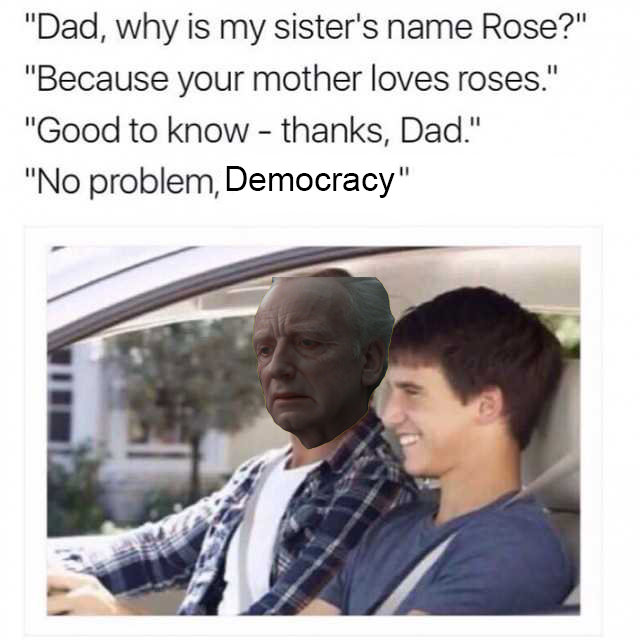 "Dad, why is my sister's name Rose?"
"Because your mother loves roses."
"Good to know - thanks, Dad."
"No problem, Democracy"